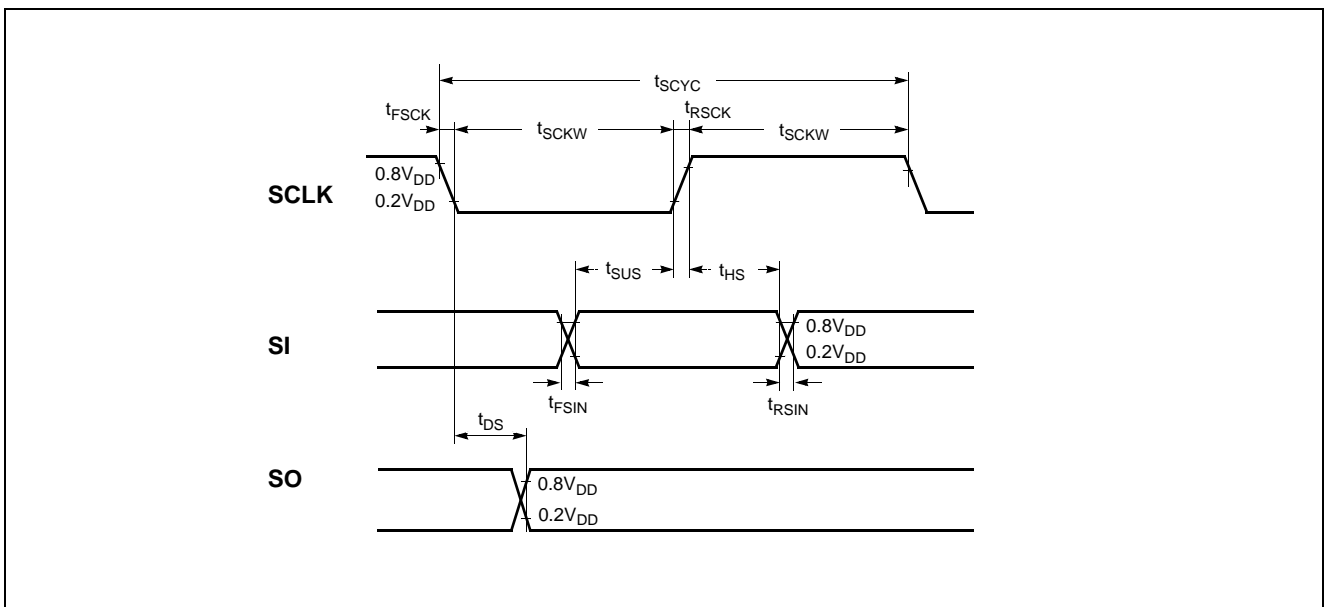 tSCYC
tFSCK
tRSCK
tSCKW
tSCKW
SCLK
0.8VDD
0.2VDD
tSUS
tHS
SI
0.8VDD
0.2VDD
tFSIN
tRSIN
tDS
SO
0.8VDD
0.2VDD